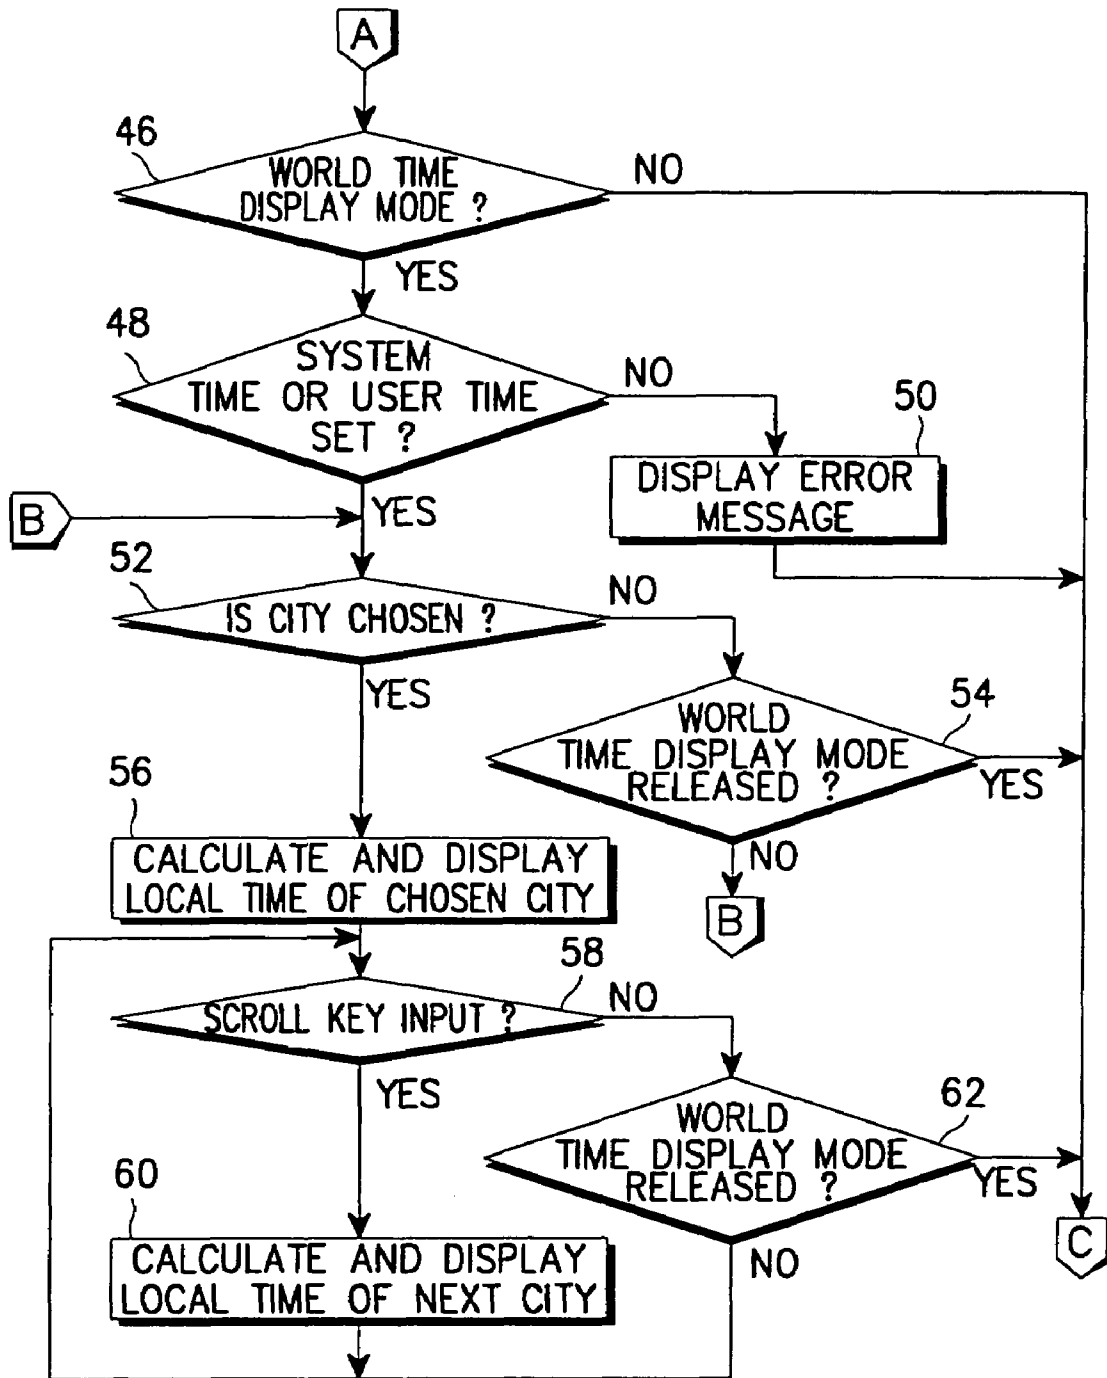 A
46
WORLD TIME
DISPLAY MODE ?
NO
YES
48
SYSTEM
TIME OR USER TIME
SET ?
NO
50
DISPLAY ERROR
MESSAGE
YES
B
52
IS CITY CHOSEN ?
NO
YES
54
WORLD
TIME DISPLAY MODE
RELEASED ?
YES
NO
B
56
CALCULATE AND DISPLAY
LOCAL TIME OF CHOSEN CITY
58
SCROLL KEY INPUT ?
NO
YES
62
WORLD
TIME DISPLAY MODE
RELEASED ?
YES
NO
C
60
CALCULATE AND DISPLAY
LOCAL TIME OF NEXT CITY